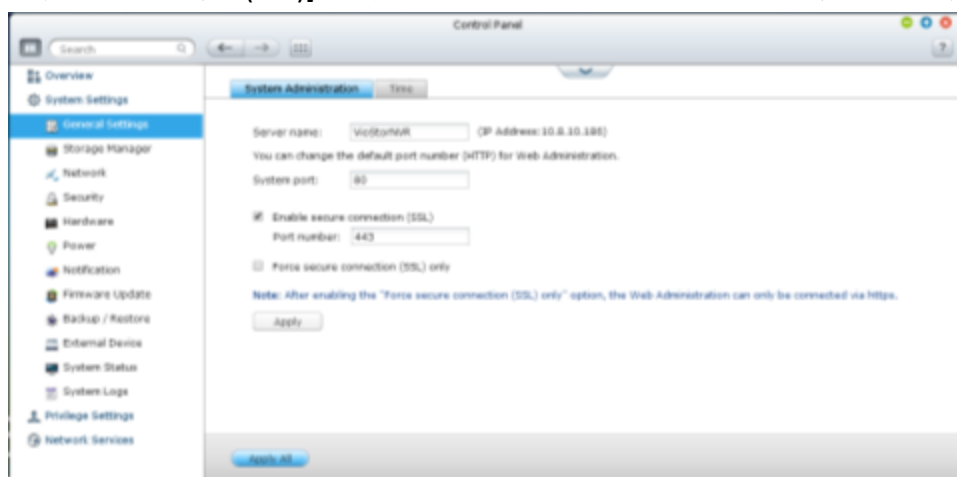 Control Panel
Search
?
Overview
System Settings
General Settings
Storage Manager
Network
Security
Hardware
Power
Notification
Firmware Update
Backup / Restore
External Device
System Status
System Logs
Privilege Settings
Network Services
System Administration
Time
Server name: VioStorNVR (IP Address: 10.8.10.186)
You can change the default port number (HTTP) for Web Administration.
System port: 80
Enable secure connection (SSL)
Port number: 443
Force secure connection (SSL) only
Note: After enabling the "Force secure connection (SSL) only" option, the Web Administration can only be connected via https.
Apply
Apply All